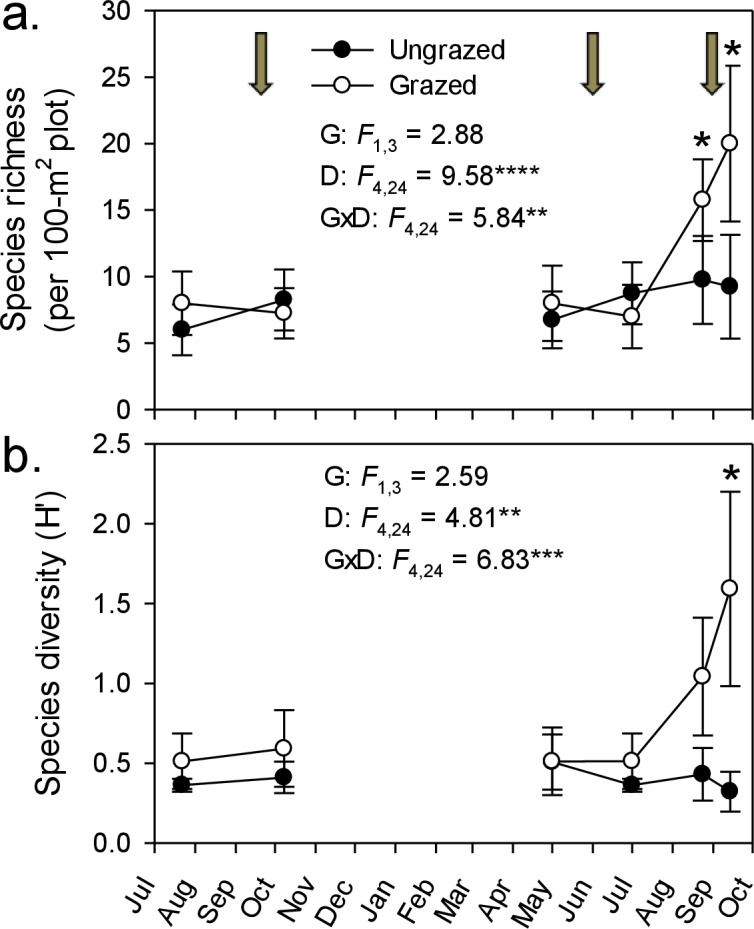 a.
Species richness
(per 100-m² plot)
30
25
20
15
10
5
0
Ungrazed
Grazed
G: F1,3 = 2.88
D: F4,24 = 9.58****
GxD: F4,24 = 5.84**
*
*
b.
Species diversity (H')
2.5
2.0
1.5
1.0
0.5
0.0
G: F1,3 = 2.59
D: F4,24 = 4.81**
GxD: F4,24 = 6.83***
*
Jul Aug Sep Oct Nov Dec Jan Feb Mar Apr May Jun Jul Aug Sep Oct